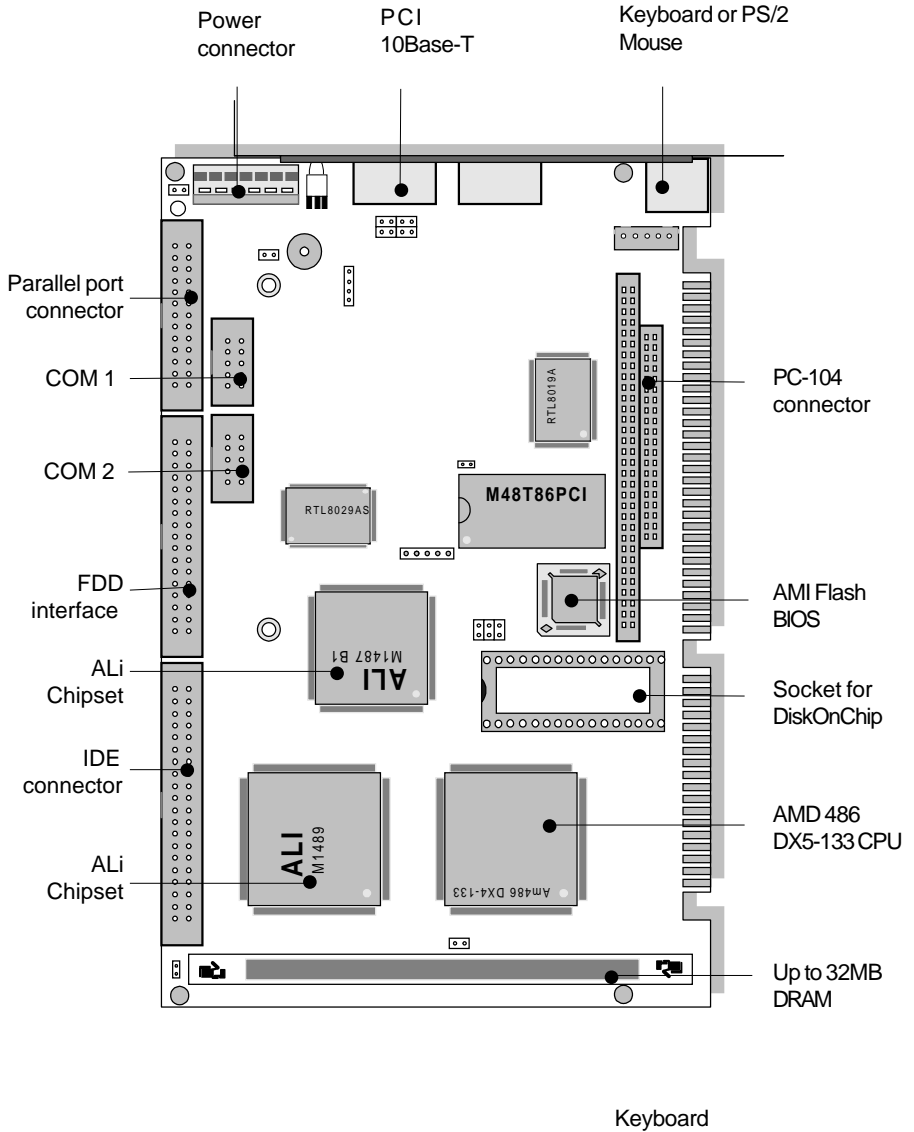 Power
connector
PCI
10Base-T
Keyboard or PS/2
Mouse
Parallel port
connector
COM 1
COM 2
FDD
interface
ALi
Chipset
IDE
connector
ALi
Chipset
RTL8019A
M48T86PCI
RTL8029AS
ALI
M1487 B1
ALI
M1489
Am486 DX4-133
PC-104
connector
AMI Flash
BIOS
Socket for
DiskOnChip
AMD 486
DX5-133 CPU
Up to 32MB
DRAM
Keyboard